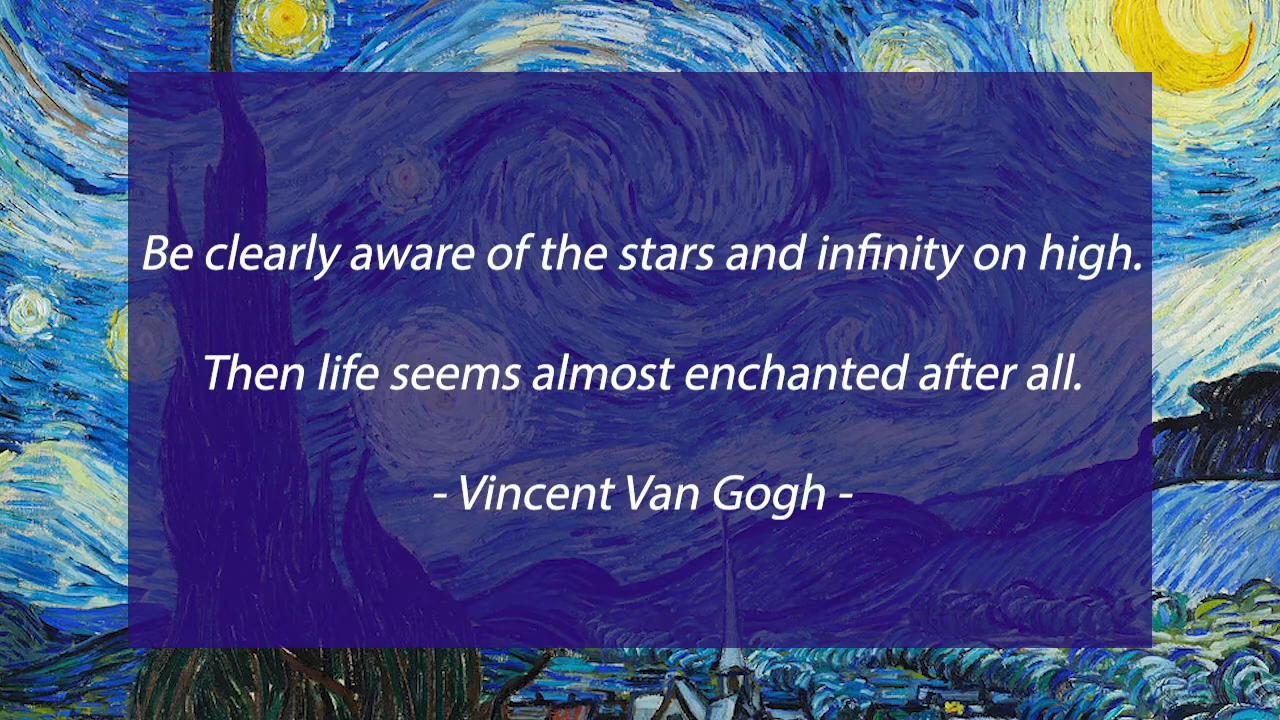 Be clearly aware of the stars and infinity on high.
Then life seems almost enchanted after all.
- Vincent Van Gogh -